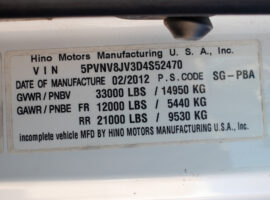 Hino Motors Manufacturing U. S. A., Inc.
VIN 5PVNV8JV3D4S52470
DATE OF MANUFACTURED 02/2012 P.S.CODE SG-PBA
GVWR/PNBV 33000 LBS / 14950 KG
GAWR/PNBE FR 12000 LBS / 5440 KG
RR 21000 LBS / 9530 KG
incomplete vehicle MFD BY HINO MOTORS MANUFACTURING U.S.A., INC.